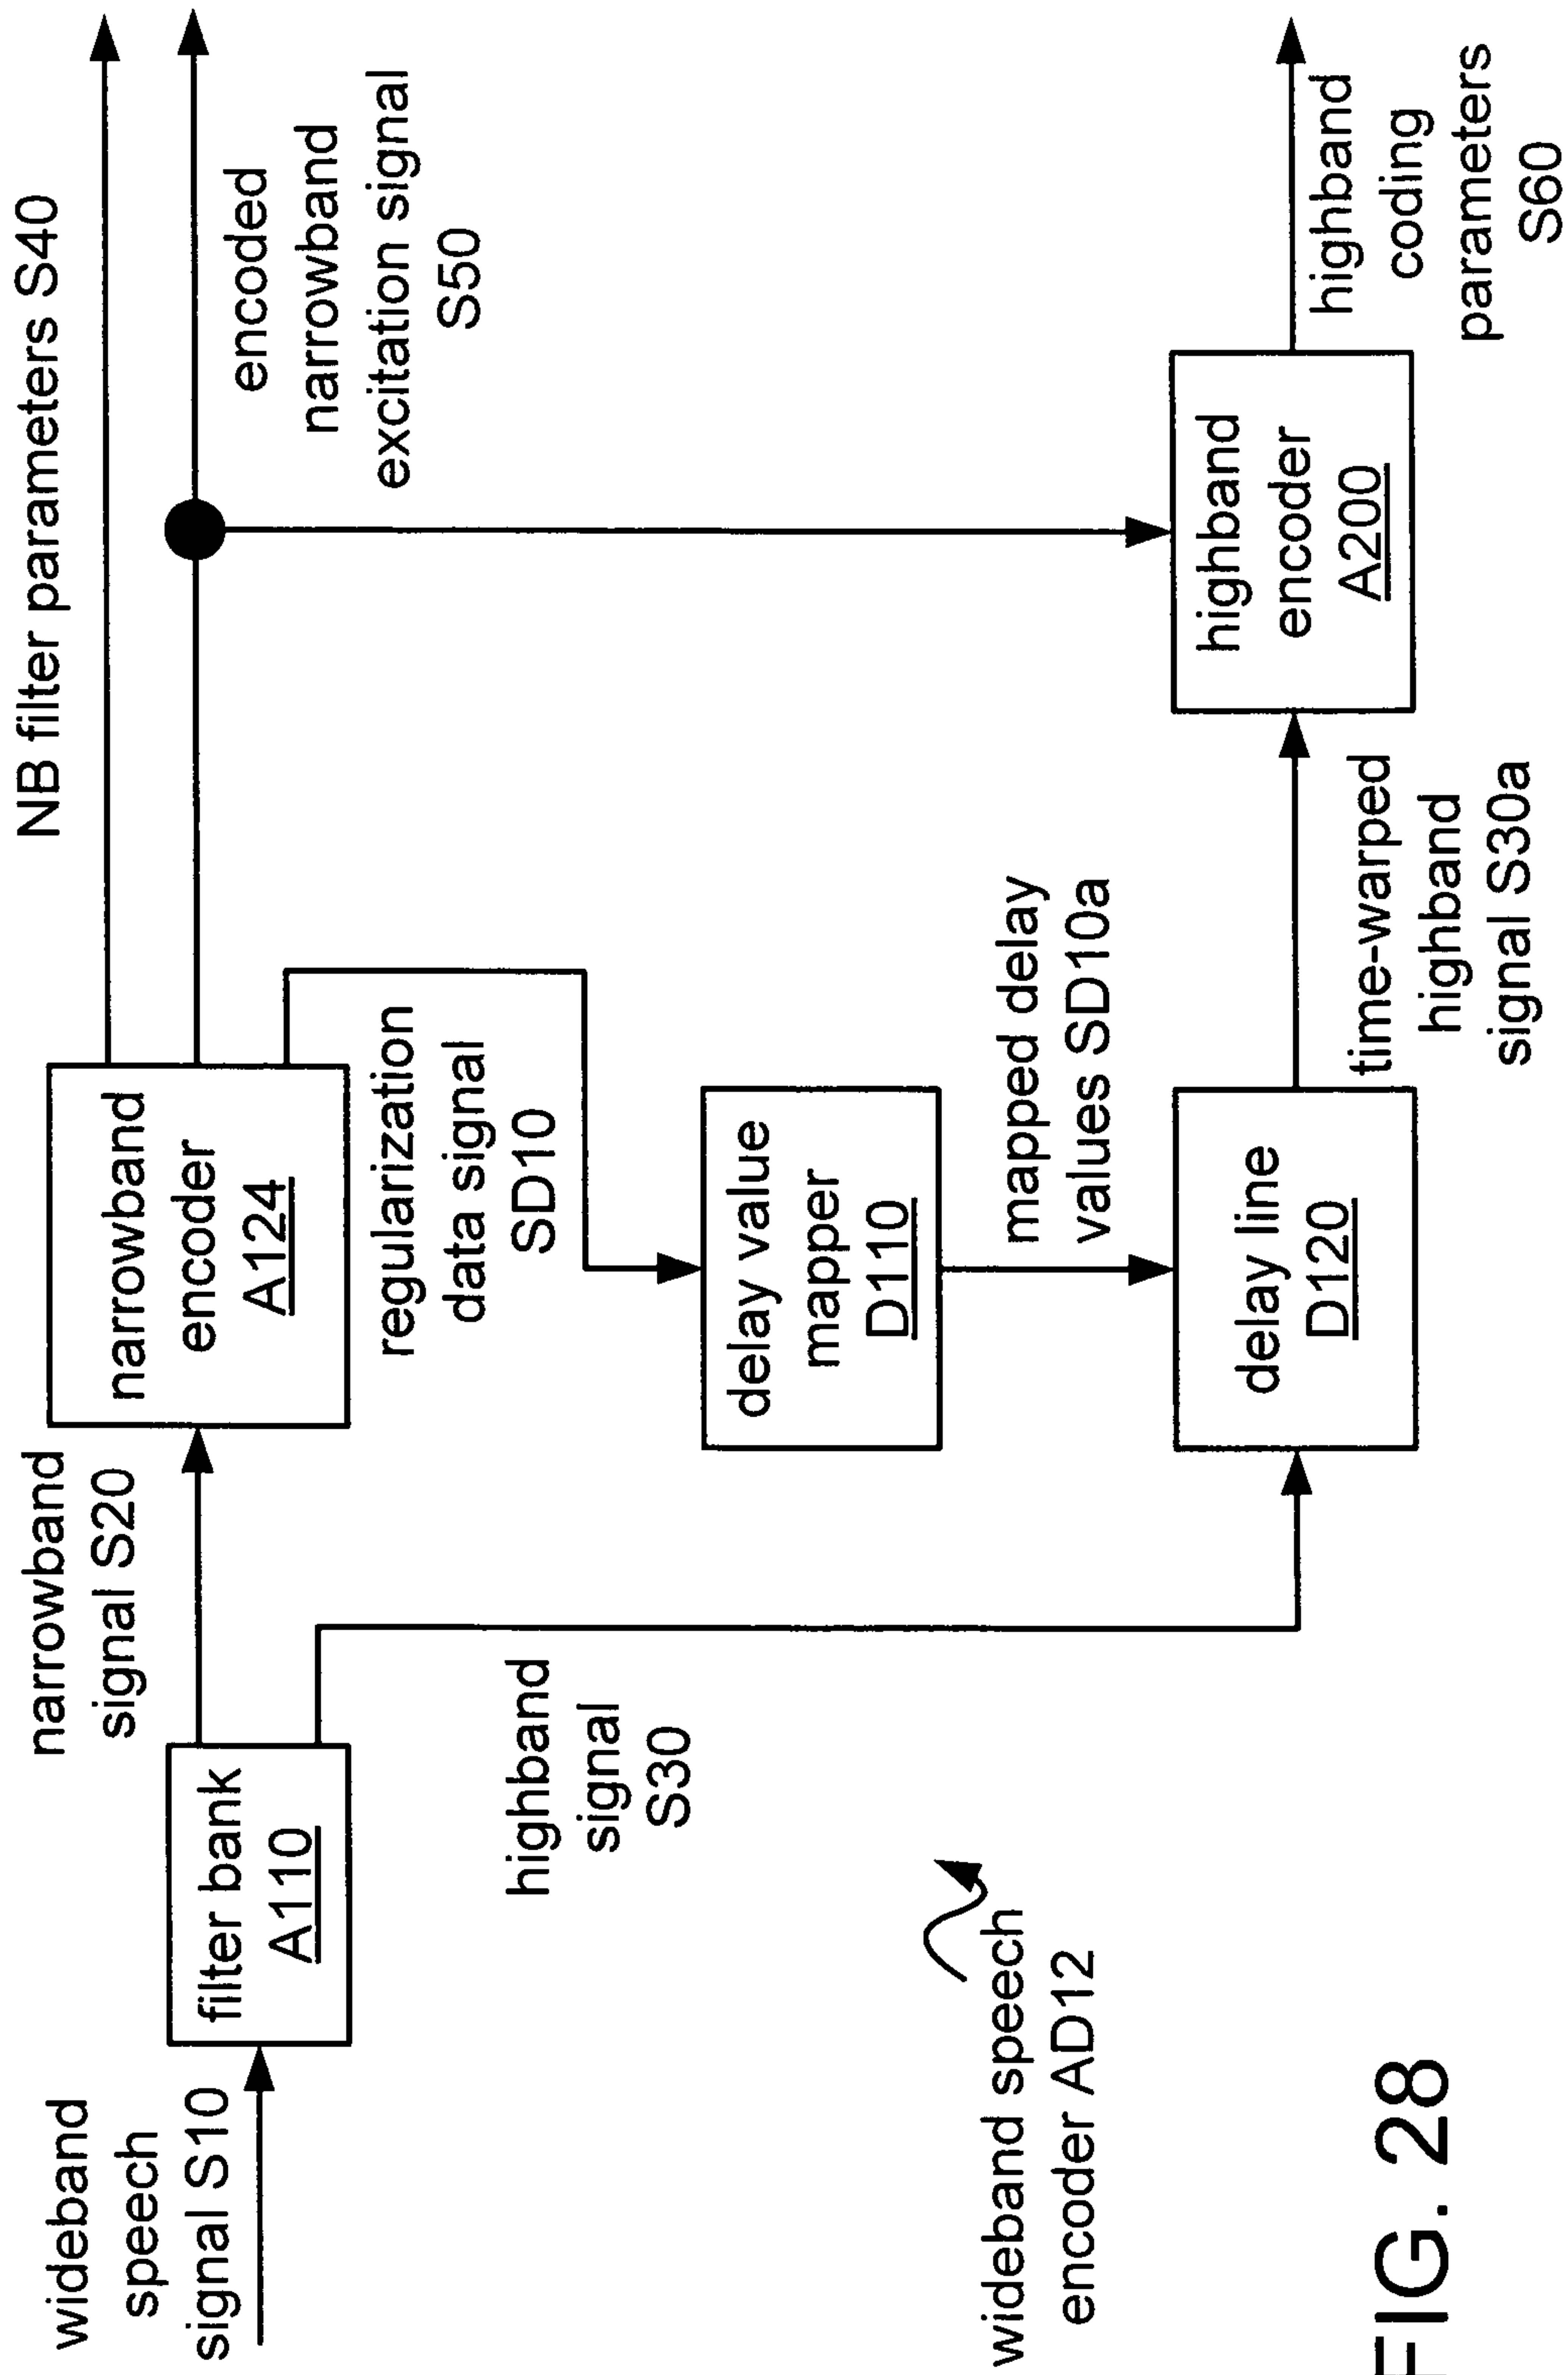 wideband
speech
signal S10
filter bank
A110
narrowband
signal S20
highband
signal
S30
narrowband
encoder
A124
NB filter parameters S40
encoded
narrowband
excitation signal
S50
regularization
data signal
SD10
delay value
mapper
D110
mapped delay
values SD10a
delay line
D120
time-warped
highband
signal S30a
highband
encoder
A200
highband
coding
parameters
S60
wideband speech
encoder AD12
FIG. 28